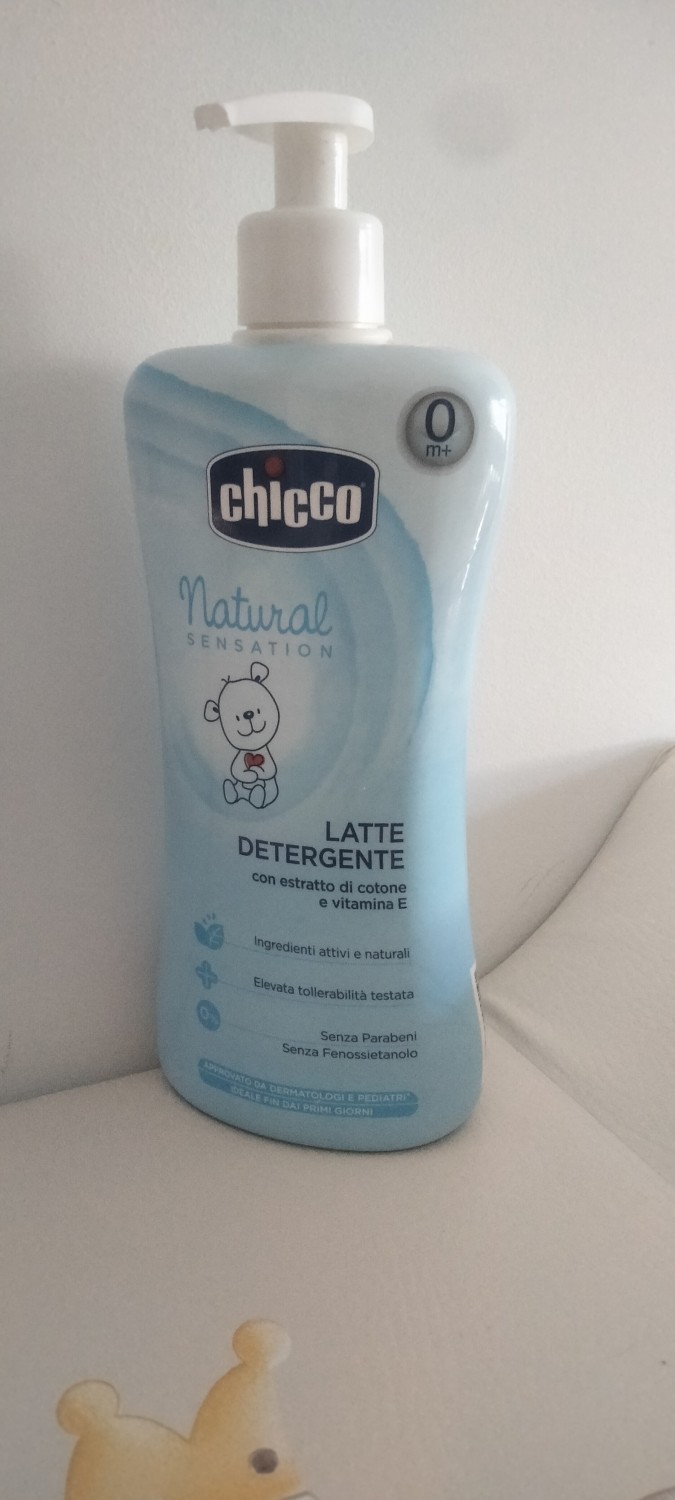 0
m+
chicco
Natural
SENSATION
LATTE
DETERGENTE
con estratto di cotone
e vitamina E
Ingredienti attivi e naturali
Elevata tollerabilità testata
0%
Senza Parabeni
Senza Fenossietanolo
APPROVATO DA DERMATOLOGI E PEDIATRI*
IDEALE FIN DAI PRIMI GIORNI